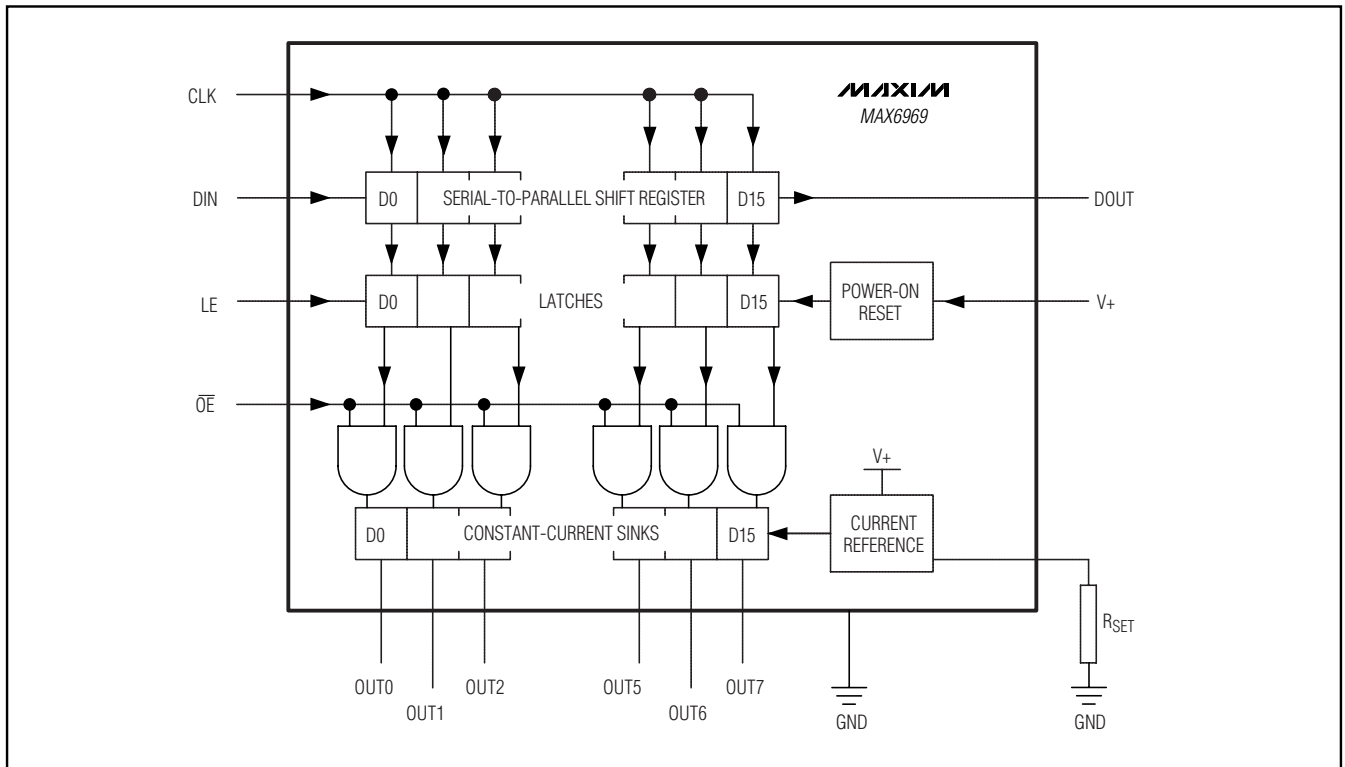 MAXIM
MAX6969
CLK
DIN
D0
SERIAL-TO-PARALLEL SHIFT REGISTER
D15
DOUT
LE
D0
LATCHES
D15
POWER-ON
RESET
V+
O̅E̅
V+
D0
CONSTANT-CURRENT SINKS
D15
CURRENT
REFERENCE
RSET
OUT0
OUT1
OUT2
OUT5
OUT6
OUT7
GND
GND